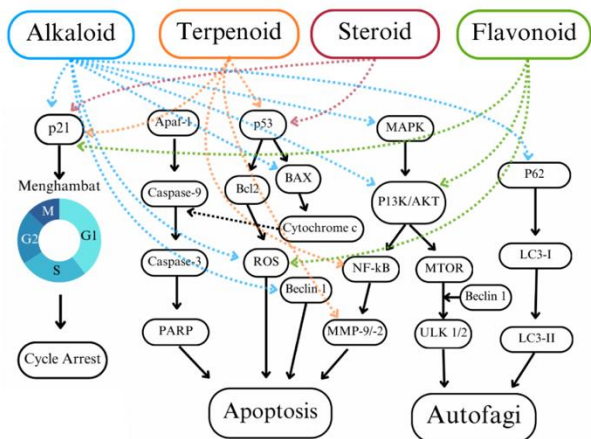 Alkaloid
Terpenoid
Steroid
Flavonoid
p21
Apaf-1
p53
MAPK
Menghambat
Bcl2
BAX
P62
Caspase-9
P13K/AKT
Cytochrome c
M
G1
G2
S
Caspase-3
ROS
NF-kB
MTOR
LC3-I
Beclin 1
Beclin 1
PARP
MMP-9/-2
ULK 1/2
LC3-II
Cycle Arrest
Apoptosis
Autofagi